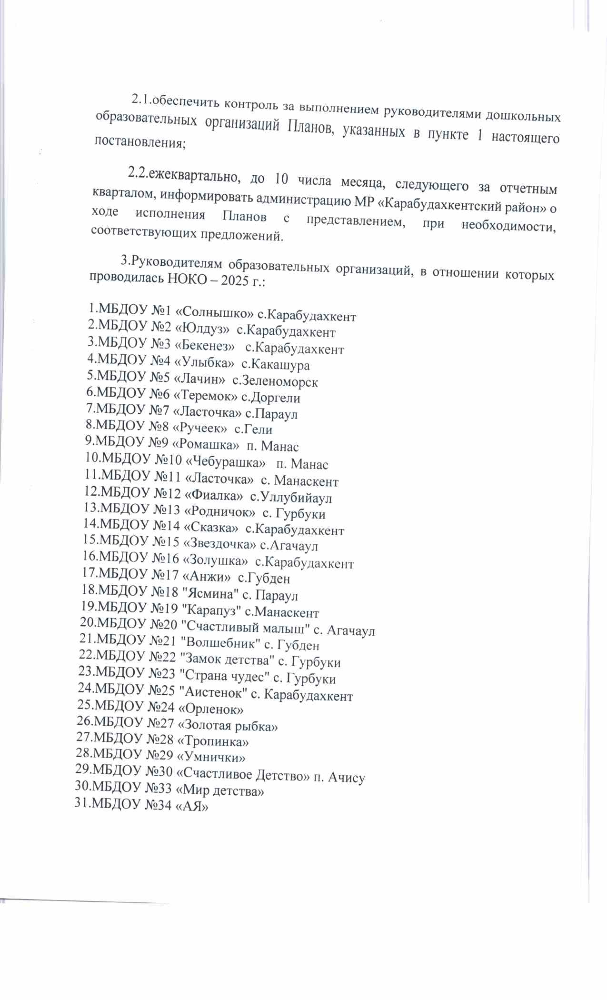 2.1.обеспечить контроль за выполнением руководителями дошкольных
образовательных организаций Планов, указанных в пункте 1 настоящего
постановления;
2.2.ежеквартально, до 10 числа месяца, следующего за отчетным
кварталом, информировать администрацию МР «Карабудахкентский район» о
ходе исполнения Планов с представлением, при необходимости,
соответствующих предложений.
3.Руководителям образовательных организаций, в отношении которых
проводилась НОКО – 2025 г.:
1.МБДОУ №1 «Солнышко» с.Карабудахкент
2.МБДОУ №2 «Юлдуз» с.Карабудахкент
3.МБДОУ №3 «Бекенез» с.Карабудахкент
4.МБДОУ №4 «Улыбка» с.Какашура
5.МБДОУ №5 «Лачин» с.Зеленоморск
6.МБДОУ №6 «Теремок» с.Доргели
7.МБДОУ №7 «Ласточка» с.Параул
8.МБДОУ №8 «Ручеек» с.Гели
9.МБДОУ №9 «Ромашка» п. Манас
10.МБДОУ №10 «Чебурашка» п. Манас
11.МБДОУ №11 «Ласточка» с. Манаскент
12.МБДОУ №12 «Фиалка» с.Уллубийаул
13.МБДОУ №13 «Родничок» с. Гурбуки
14.МБДОУ №14 «Сказка» с.Карабудахкент
15.МБДОУ №15 «Звездочка» с.Агачаул
16.МБДОУ №16 «Золушка» с.Карабудахкент
17.МБДОУ №17 «Анжи» с.Губден
18.МБДОУ №18 "Ясмина" с. Параул
19.МБДОУ №19 "Карапуз" с.Манаскент
20.МБДОУ №20 "Счастливый малыш" с. Агачаул
21.МБДОУ №21 "Волшебник" с. Губден
22.МБДОУ №22 "Замок детства" с. Гурбуки
23.МБДОУ №23 "Страна чудес" с. Гурбуки
24.МБДОУ №25 "Аистенок" с. Карабудахкент
25.МБДОУ №24 «Орленок»
26.МБДОУ №27 «Золотая рыбка»
27.МБДОУ №28 «Тропинка»
28.МБДОУ №29 «Умнички»
29.МБДОУ №30 «Счастливое Детство» п. Ачису
30.МБДОУ №33 «Мир детства»
31.МБДОУ №34 «АЯ»